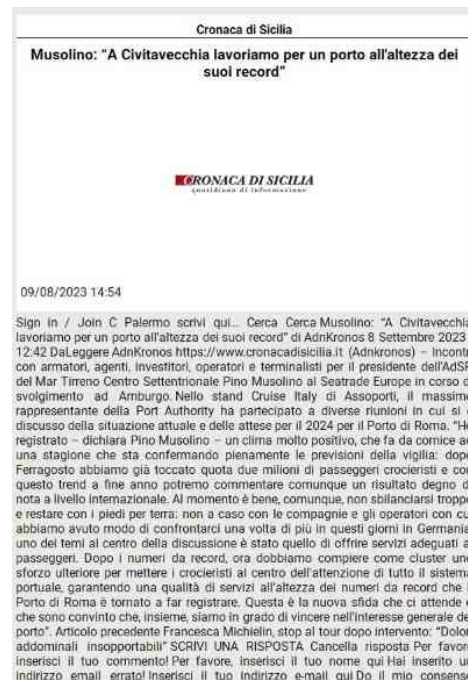 Cronaca di Sicilia
Musolino: “A Civitavecchia lavoriamo per un porto all'altezza dei
suoi record”
CRONACA DI SICILIA
quotidiano di informazione
09/08/2023 14:54
Sign in / Join C Palermo scrivi qui... Cerca Cerca Musolino: “A Civitavecchia
lavoriamo per un porto all'altezza dei suoi record” di AdnKronos 8 Settembre 2023
12:42 DaLeggere AdnKronos https://www.cronacadisicilia.it (Adnkronos) – Incontri
con armatori, agenti, investitori, operatori e terminalisti per il presidente dell'AdSP
del Mar Tirreno Centro Settentrionale Pino Musolino al Seatrade Europe in corso di
svolgimento ad Amburgo. Nello stand Cruise Italy di Assoporti, il massimo
rappresentante della Port Authority ha partecipato a diverse riunioni in cui si è
discusso della situazione attuale e delle attese per il 2024 per il Porto di Roma. “Ho
registrato – dichiara Pino Musolino – un clima molto positivo, che fa da cornice ad
una stagione che sta confermando pienamente le previsioni della vigilia: dopo
Ferragosto abbiamo già toccato quota due milioni di passeggeri crocieristi e con
questo trend a fine anno potremo commentare comunque un risultato degno di
nota a livello internazionale. Al momento è bene, comunque, non sbilanciarsi troppo
e restare con i piedi per terra: non a caso con le compagnie e gli operatori con cui
abbiamo avuto modo di confrontarci una volta di più in questi giorni in Germania
uno dei temi al centro della discussione è stato quello di offrire servizi adeguati ai
passeggeri. Dopo i numeri da record, ora dobbiamo compiere come cluster uno
sforzo ulteriore per mettere i crocieristi al centro dell'attenzione di tutto il sistema
portuale, garantendo una qualità di servizi all'altezza dei numeri da record che il
Porto di Roma è tornato a far registrare. Questa è la nuova sfida che ci attende e
che sono convinto che, insieme, siamo in grado di vincere nell'interesse generale del
porto”. Articolo precedente Francesca Michielin, stop al tour dopo intervento: “Dolori
addominali insopportabili” SCRIVI UNA RISPOSTA Cancella risposta Per favore
inserisci il tuo commento! Per favore, inserisci il tuo nome qui Hai inserito un
indirizzo email errato! Inserisci il tuo indirizzo e-mail qui Do il mio consenso